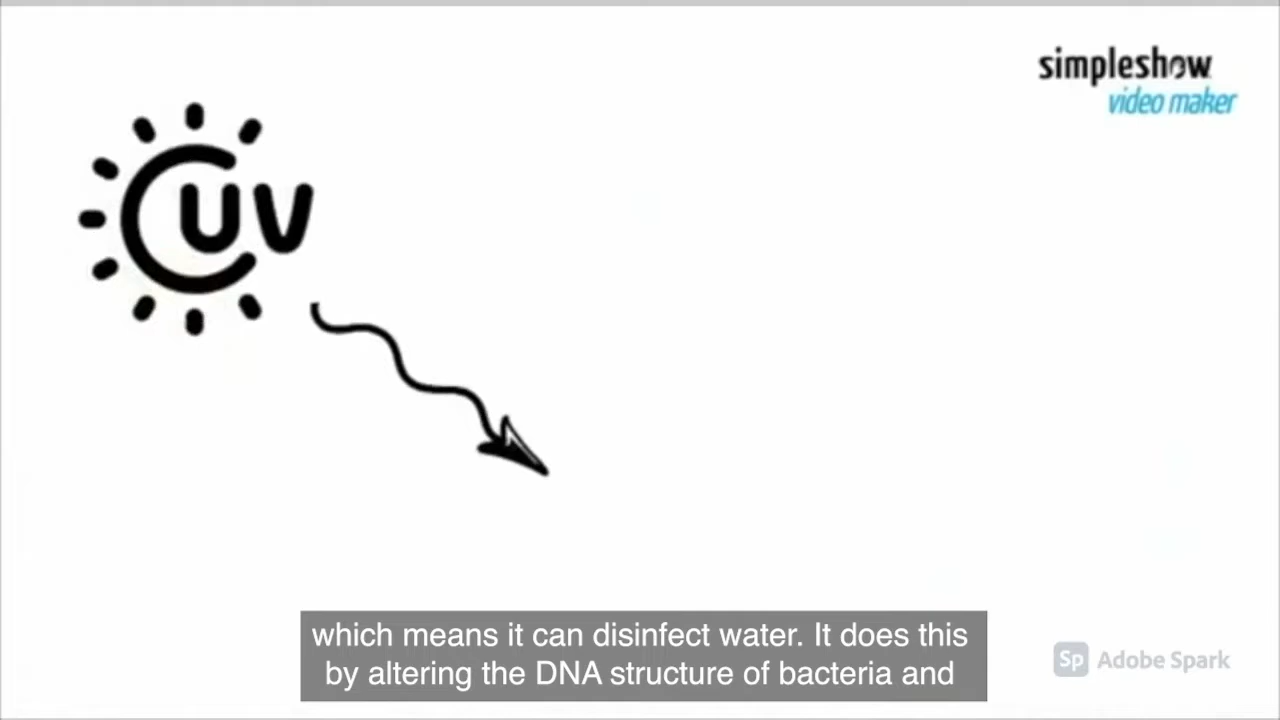 simpleshow
video maker
UV
which means it can disinfect water. It does this
by altering the DNA structure of bacteria and
Sp Adobe Spark